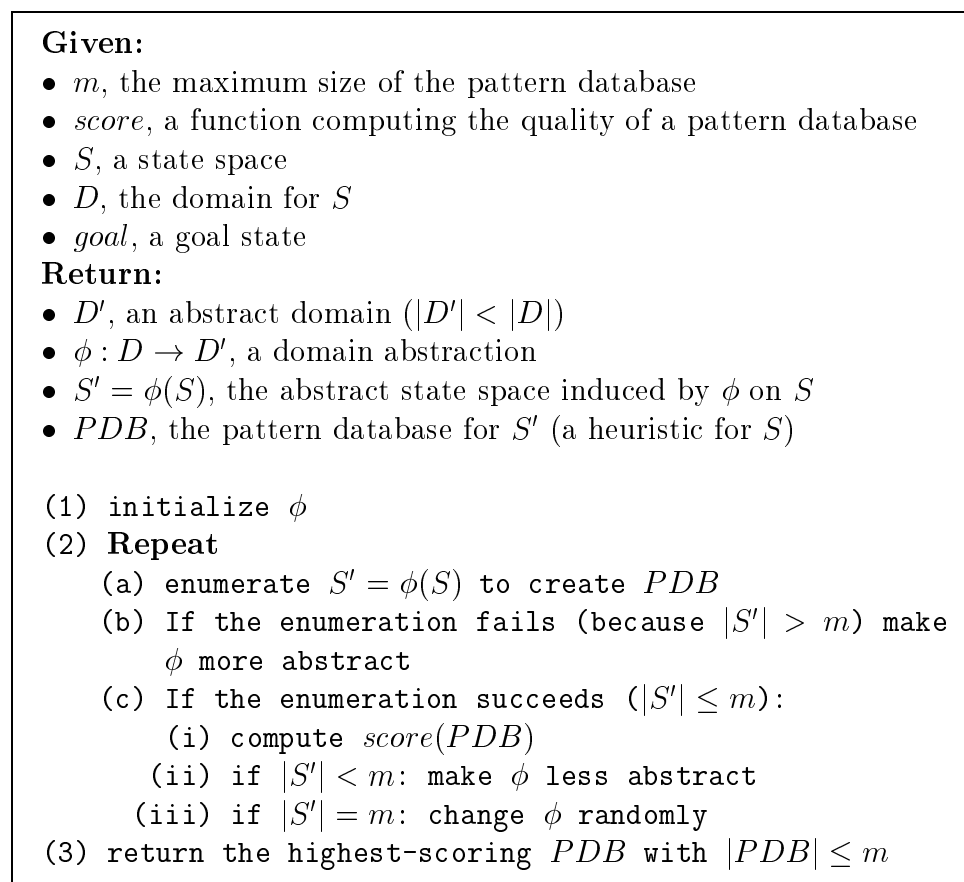 Given:
• m, the maximum size of the pattern database
• score, a function computing the quality of a pattern database
• S, a state space
• D, the domain for S
• goal, a goal state
Return:
• D′, an abstract domain (|D′| < |D|)
• ϕ : D → D′, a domain abstraction
• S′ = ϕ(S), the abstract state space induced by ϕ on S
• PDB, the pattern database for S′ (a heuristic for S)
(1) initialize ϕ
(2) Repeat
(a) enumerate S′ = ϕ(S) to create PDB
(b) If the enumeration fails (because |S′| > m) make
ϕ more abstract
(c) If the enumeration succeeds (|S′| ≤ m):
(i) compute score(PDB)
(ii) if |S′| < m: make ϕ less abstract
(iii) if |S′| = m: change ϕ randomly
(3) return the highest-scoring PDB with |PDB| ≤ m